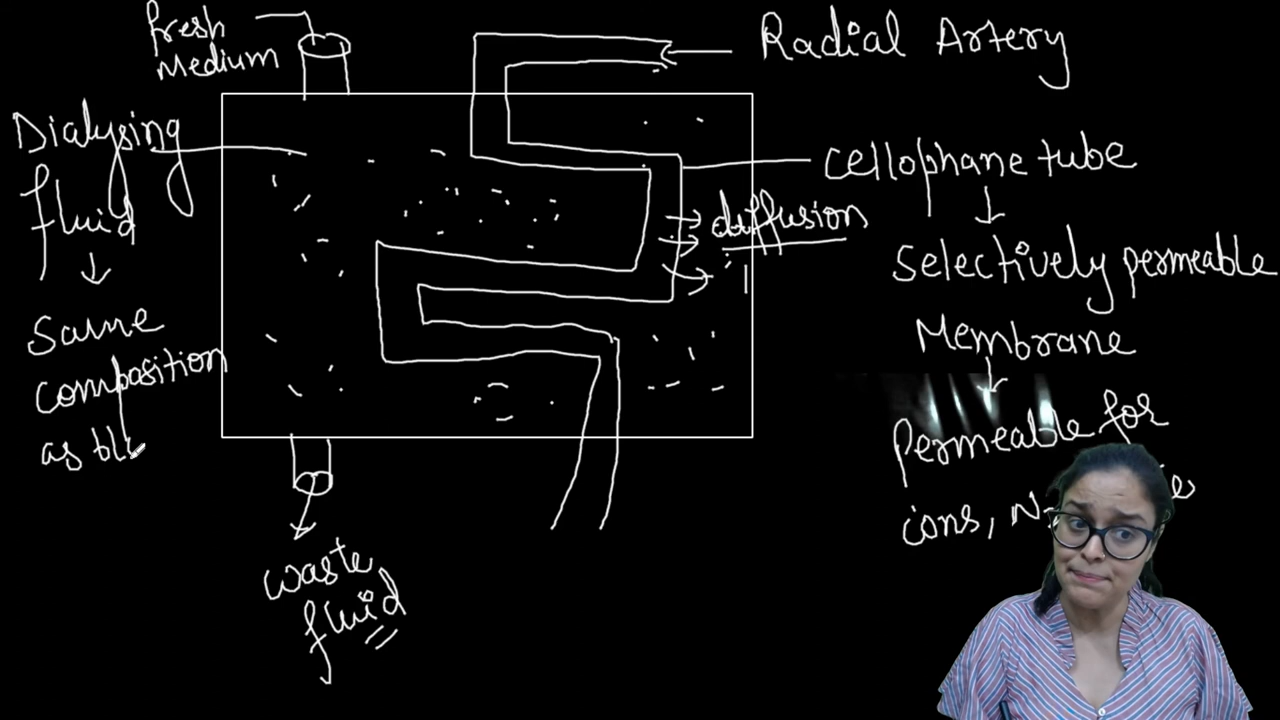 fresh
Medium
Radial Artery
Dialysing
fluid
same
composition
as bl
cellophane tube
selectively permeable
Membrane
permeable for
ions, N
diffusion
waste
fluid